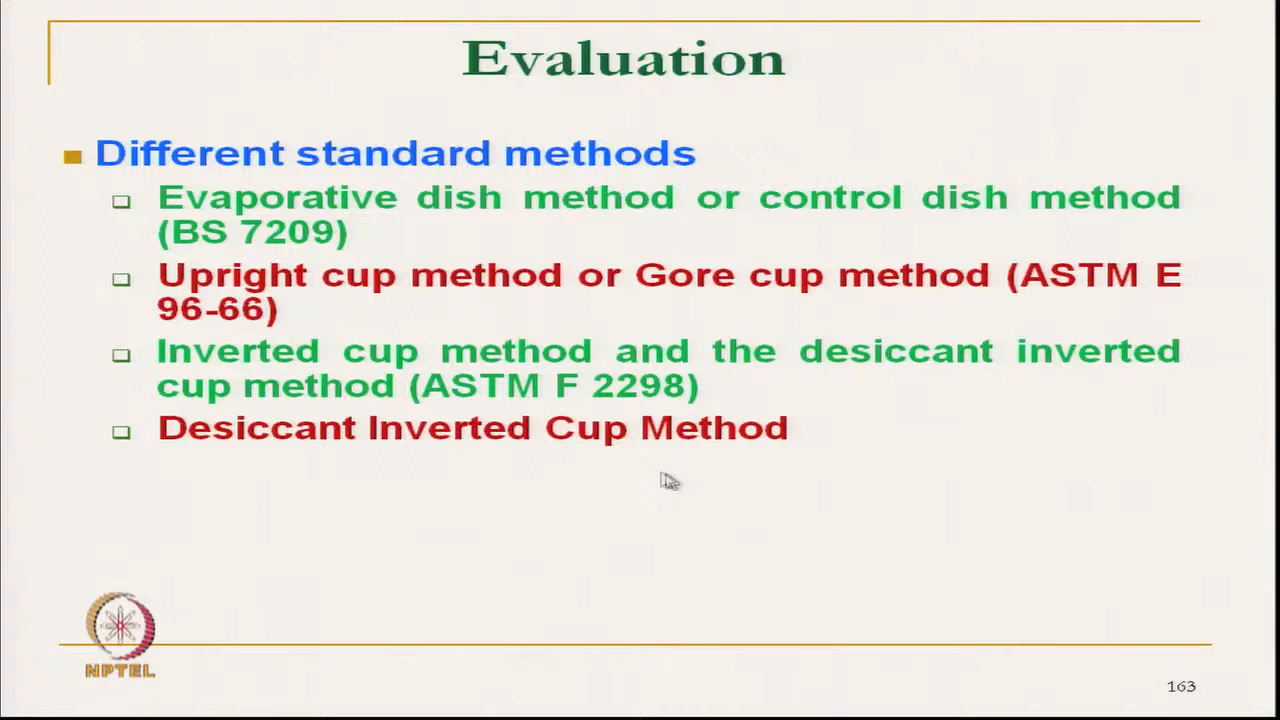 Evaluation
Different standard methods
Evaporative dish method or control dish method
(BS 7209)
Upright cup method or Gore cup method (ASTM E
96-66)
Inverted cup method and the desiccant inverted
cup method (ASTM F 2298)
Desiccant Inverted Cup Method
NPTEL
163